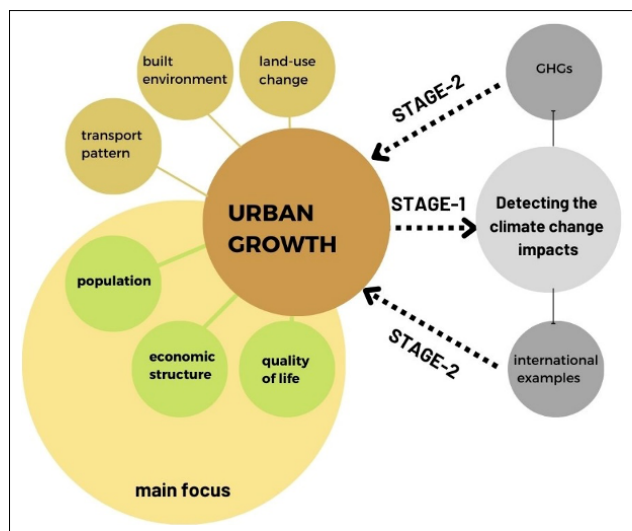 built
environment
land-use
change
transport
pattern
URBAN
GROWTH
population
economic
structure
quality
of life
main focus
STAGE-2
STAGE-1
STAGE-2
GHGs
Detecting the
climate change
impacts
international
examples